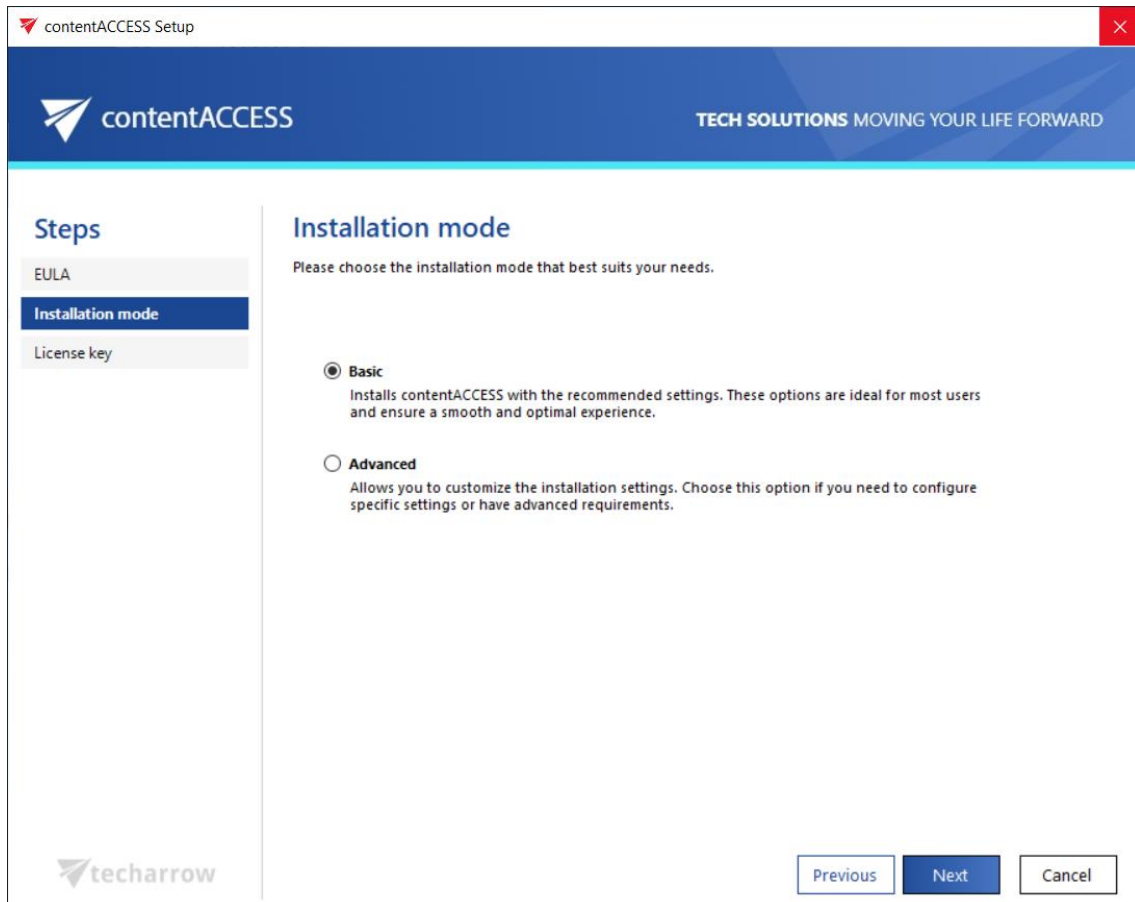 contentACCESS Setup
contentACCESS
TECH SOLUTIONS MOVING YOUR LIFE FORWARD
Steps
EULA
Installation mode
License key
Installation mode
Please choose the installation mode that best suits your needs.
Basic
Installs contentACCESS with the recommended settings. These options are ideal for most users
and ensure a smooth and optimal experience.
Advanced
Allows you to customize the installation settings. Choose this option if you need to configure
specific settings or have advanced requirements.
techarrow
Previous
Next
Cancel